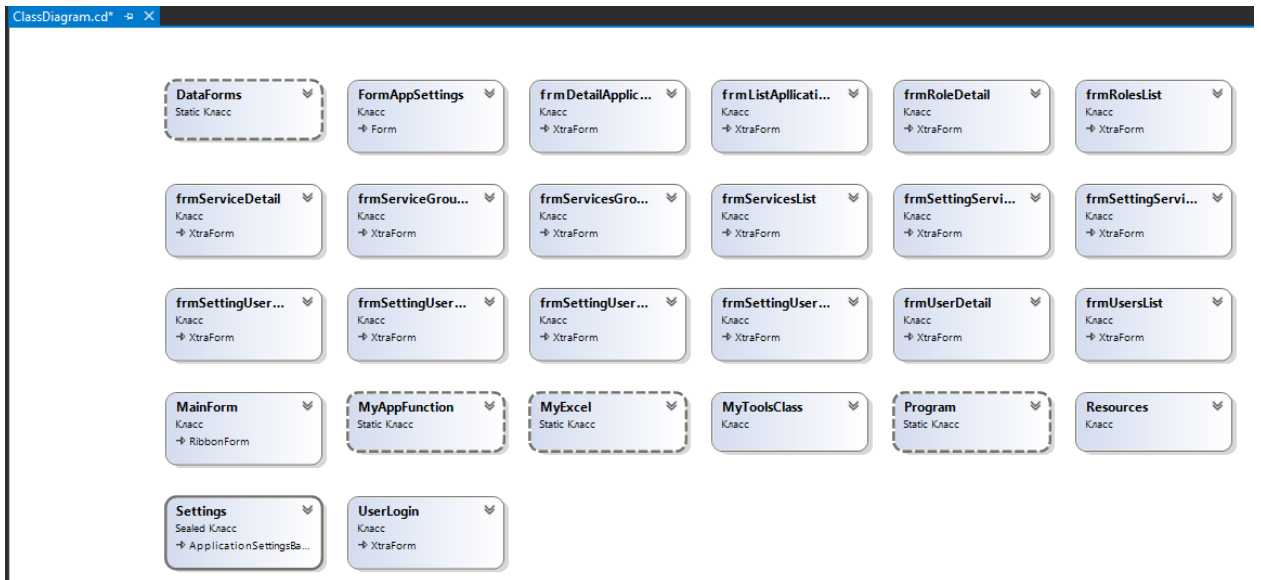 ClassDiagram.cd*
DataForms
Static Класс
FormAppSettings
Класс
Form
frmDetailApplic...
Класс
XtraForm
frmListApllicati...
Класс
XtraForm
frmRoleDetail
Класс
XtraForm
frmRolesList
Класс
XtraForm
frmServiceDetail
Класс
XtraForm
frmServiceGrou...
Класс
XtraForm
frmServicesGro...
Класс
XtraForm
frmServicesList
Класс
XtraForm
frmSettingServi...
Класс
XtraForm
frmSettingServi...
Класс
XtraForm
frmSettingUser...
Класс
XtraForm
frmSettingUser...
Класс
XtraForm
frmSettingUser...
Класс
XtraForm
frmSettingUser...
Класс
XtraForm
frmUserDetail
Класс
XtraForm
frmUsersList
Класс
XtraForm
MainForm
Класс
RibbonForm
MyAppFunction
Static Класс
MyExcel
Static Класс
MyToolsClass
Класс
Program
Static Класс
Resources
Класс
Settings
Sealed Класс
ApplicationSettingsBa...
UserLogin
Класс
XtraForm